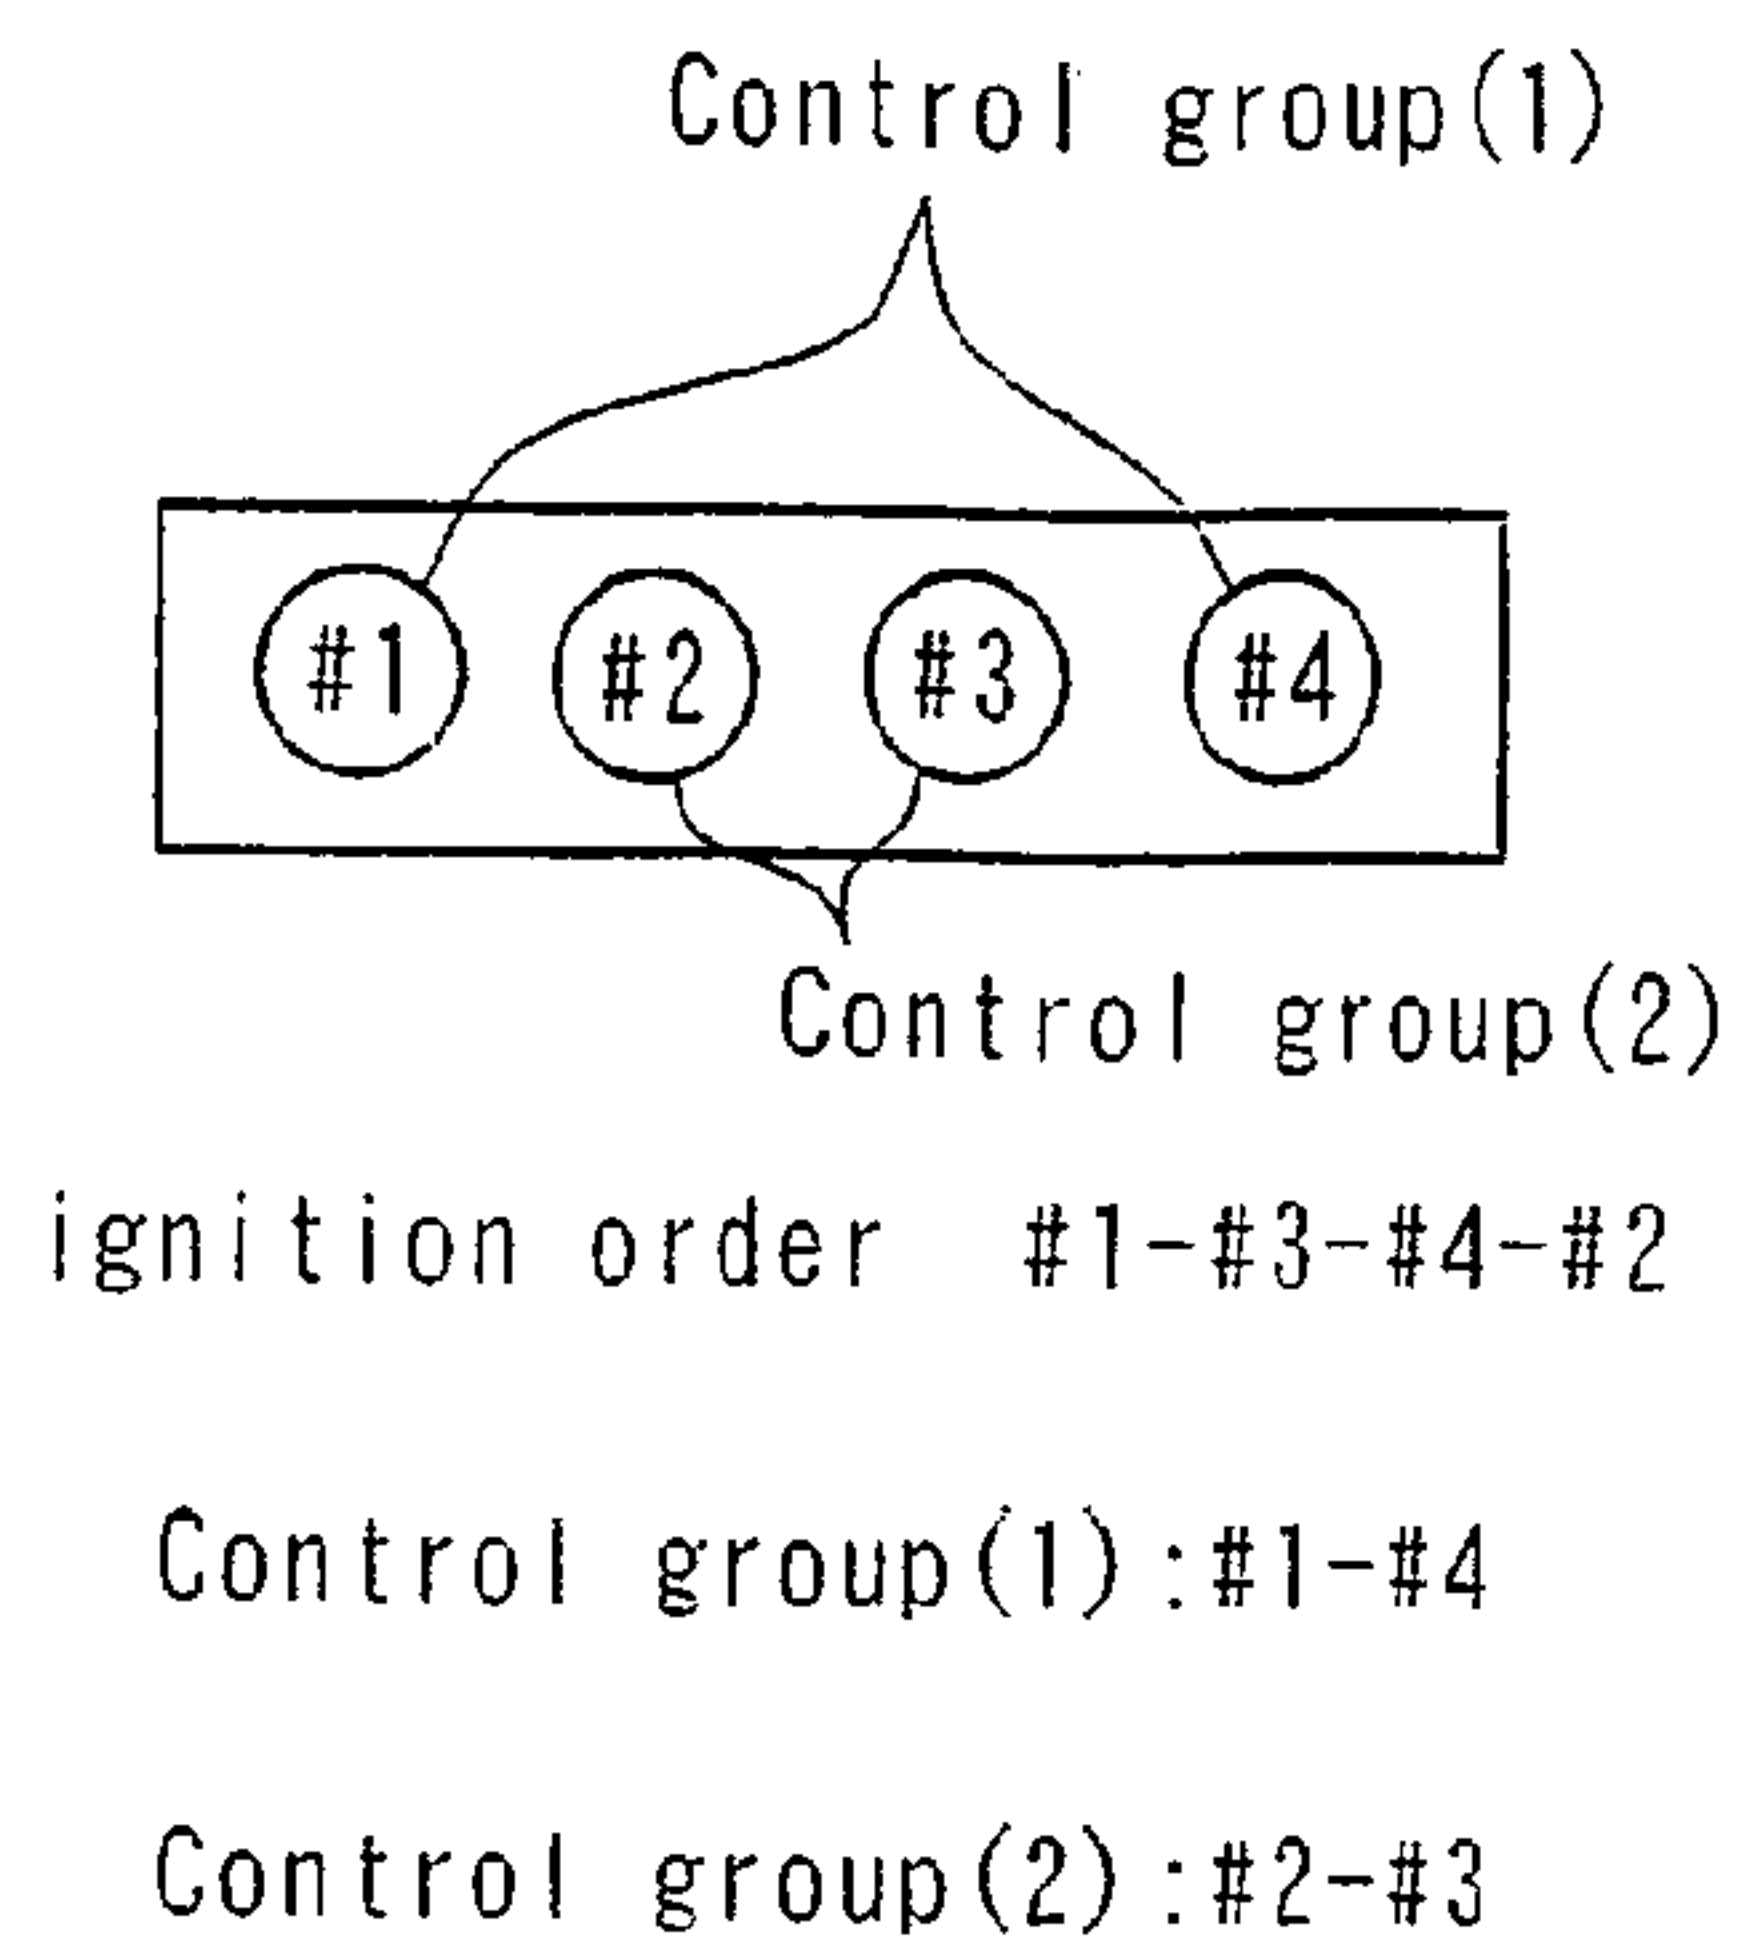 Control group(1)
#1 #2 #3 #4
Control group(2)
ignition order #1-#3-#4-#2
Control group(1):#1-#4
Control group(2):#2-#3